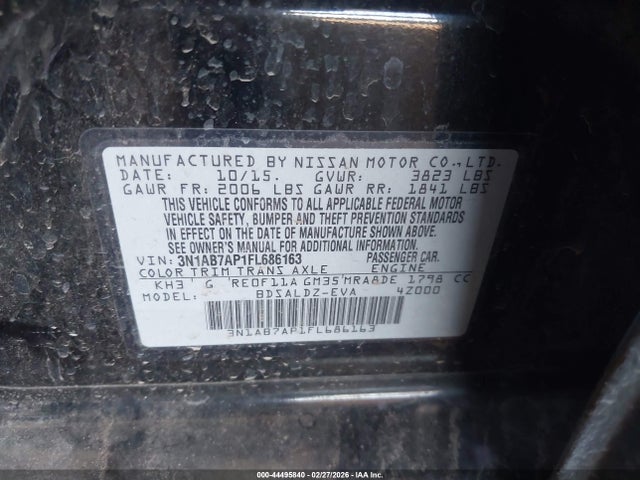 MANUFACTURED BY NISSAN MOTOR CO.,LTD.
DATE: 10/15. GVWR: 3823 LBS
GAWR FR: 2006 LBS GAWR RR: 1841 LBS
THIS VEHICLE CONFORMS TO ALL APPLICABLE FEDERAL MOTOR
VEHICLE SAFETY, BUMPER AND THEFT PREVENTION STANDARDS
IN EFFECT ON THE DATE OF MANUFACTURE SHOWN ABOVE.
SEE OWNER'S MANUAL FOR ADDITIONAL INFORMATION.
VIN: 3N1AB7AP1FL686163 PASSENGER CAR
COLOR TRIM TRANS AXLE ENGINE
KH3 G RE0F11A GM35 MRA8DE 1798 CC
MODEL: BDSALDZ-EVA 4Z000
3N1AB7AP1FL686163
000-44495840 - 02/27/2026 - IAA Inc.